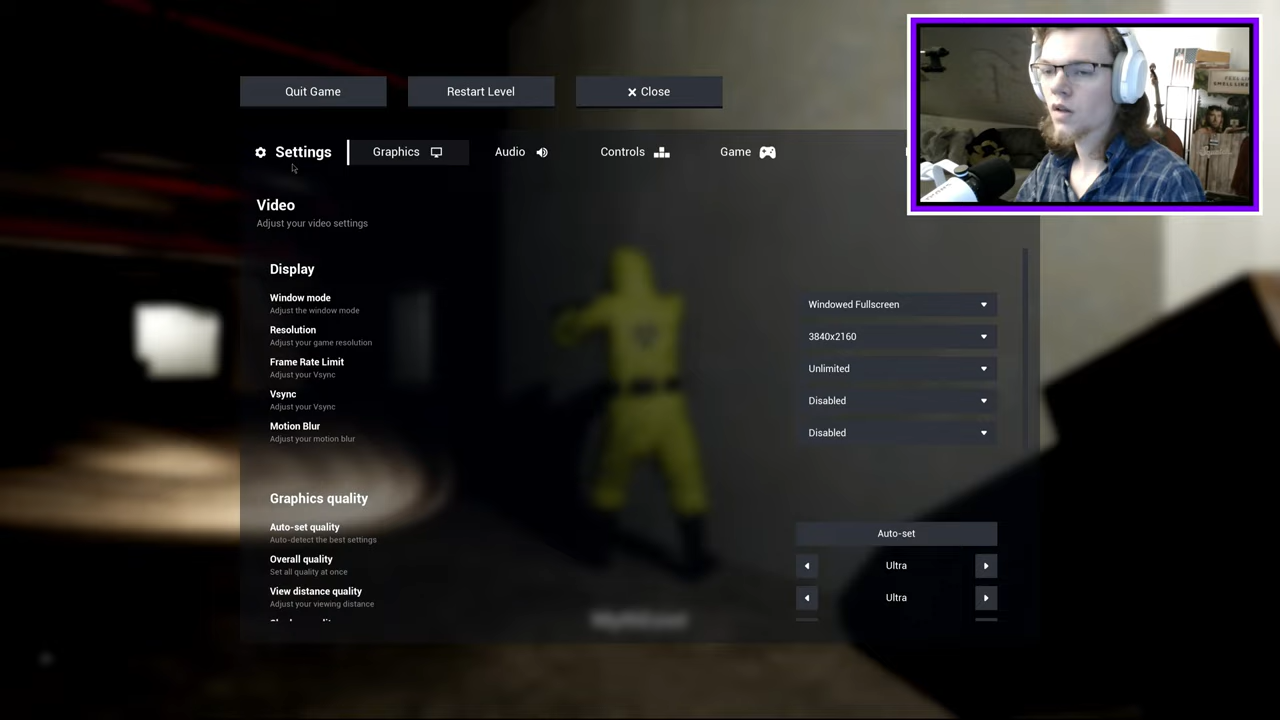 Quit Game
Restart Level
Close
Settings
Graphics
Audio
Controls
Game
Video
Adjust your video settings
Display
Window mode
Adjust the window mode
Windowed Fullscreen
Resolution
Adjust your game resolution
3840x2160
Frame Rate Limit
Adjust your Vsync
Unlimited
Vsync
Adjust your Vsync
Disabled
Motion Blur
Adjust your motion blur
Disabled
Graphics quality
Auto-set quality
Auto-detect the best settings
Auto-set
Overall quality
Set all quality at once
Ultra
View distance quality
Adjust your viewing distance
Ultra